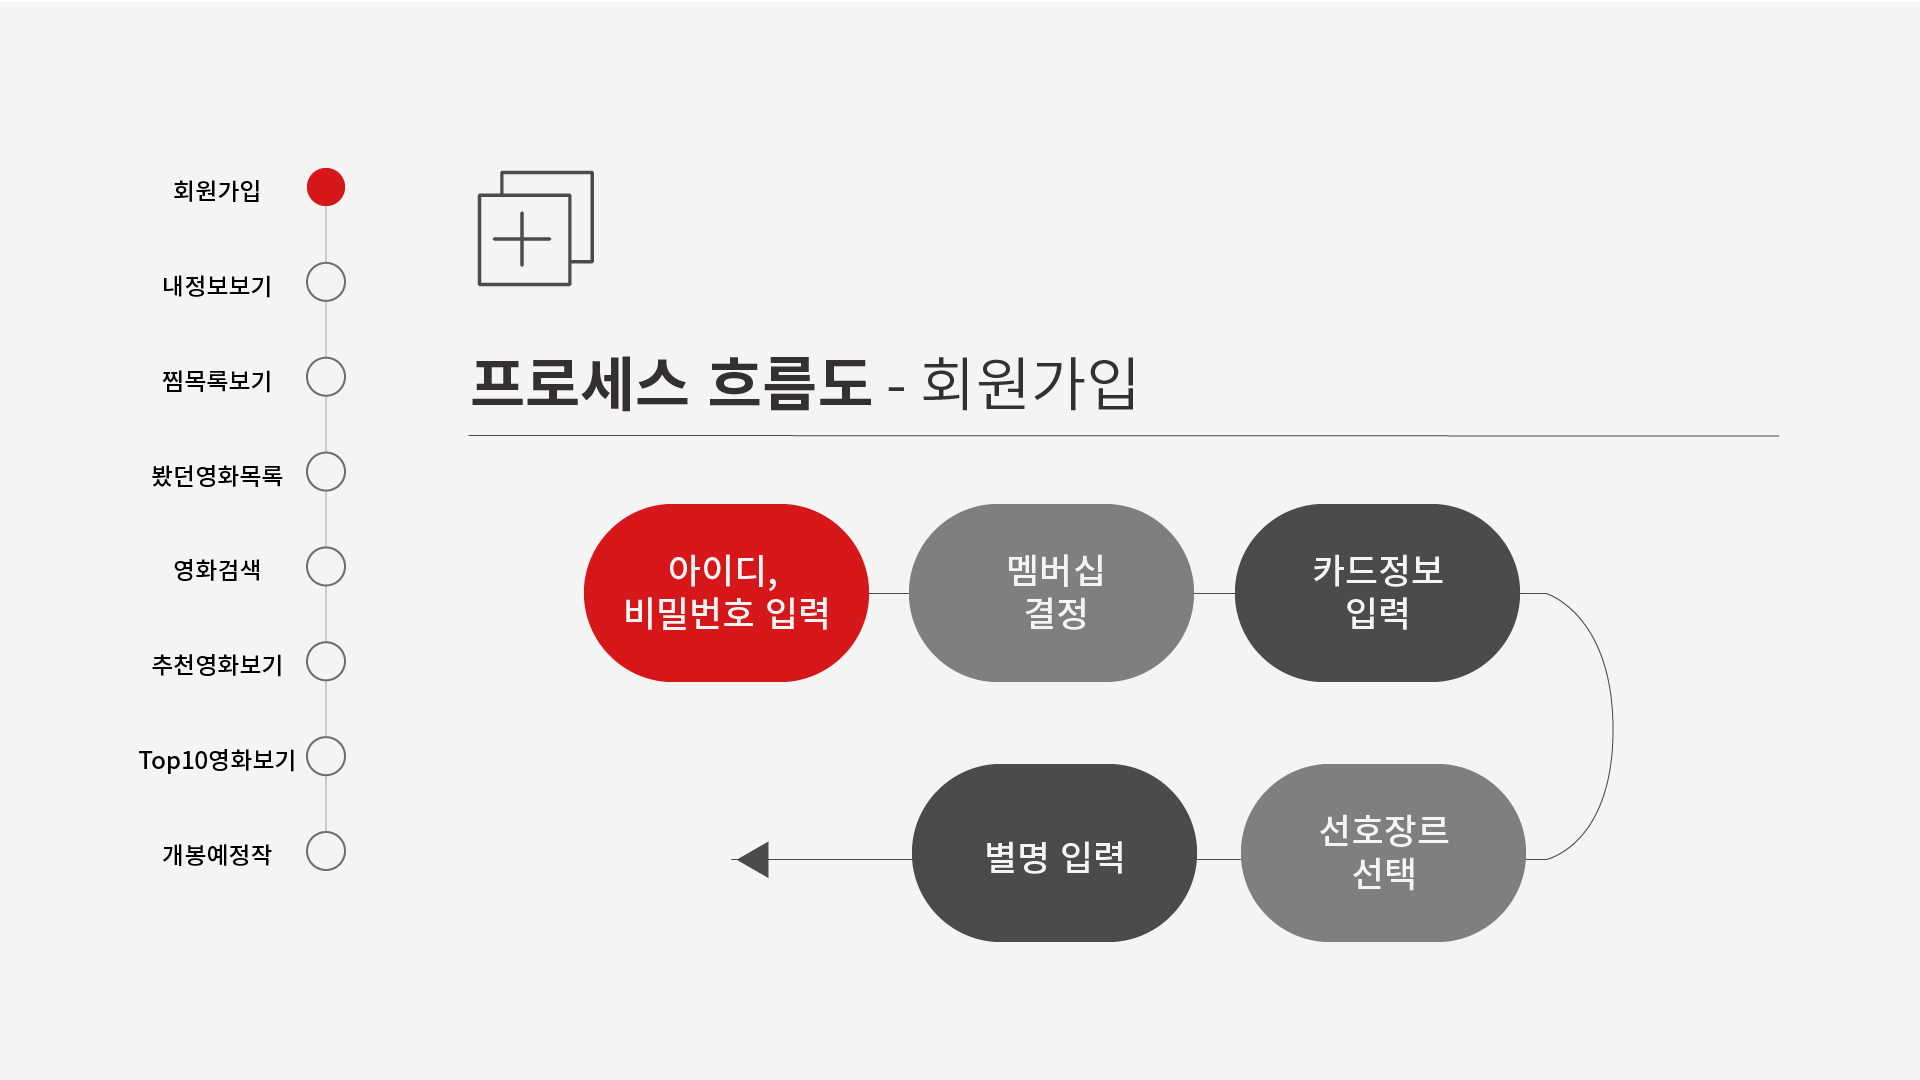 회원가입
내정보보기
찜목록보기
봤던영화목록
영화검색
추천영화보기
Top10영화보기
개봉예정작
프로세스 흐름도 - 회원가입
아이디,
비밀번호 입력
멤버십
결정
카드정보
입력
선호장르
선택
별명 입력